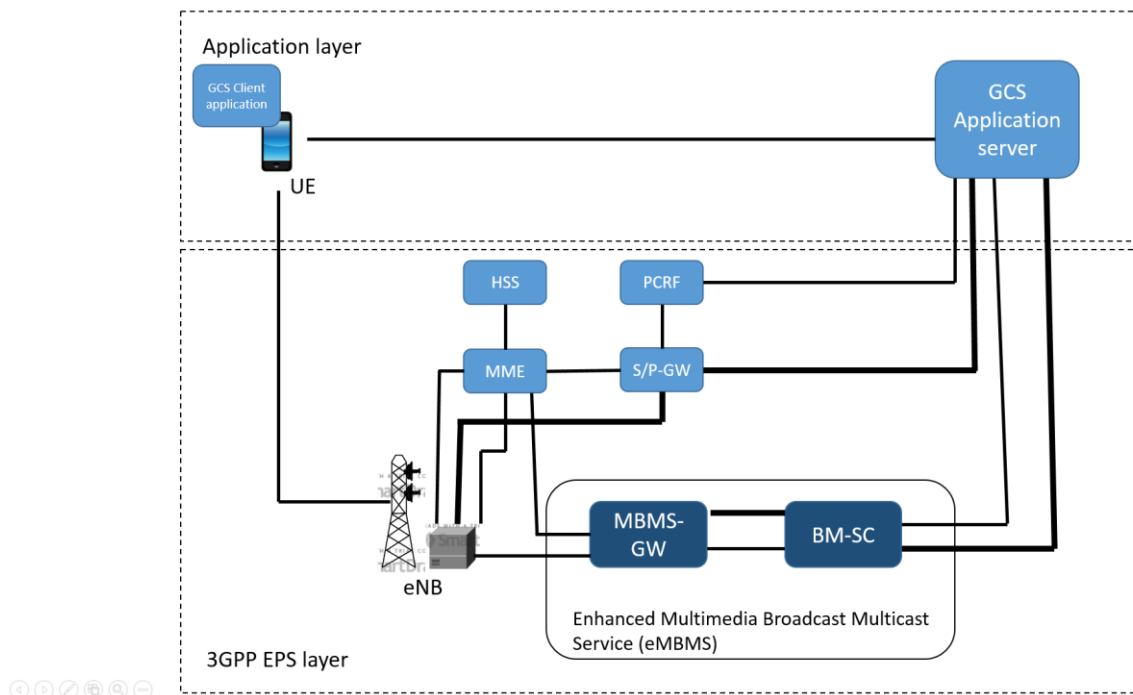 Application layer
GCS Client
application
UE
GCS
Application
server
HSS
PCRF
MME
S/P-GW
MBMS-
GW
BM-SC
eNB
Enhanced Multimedia Broadcast Multicast
Service (eMBMS)
3GPP EPS layer